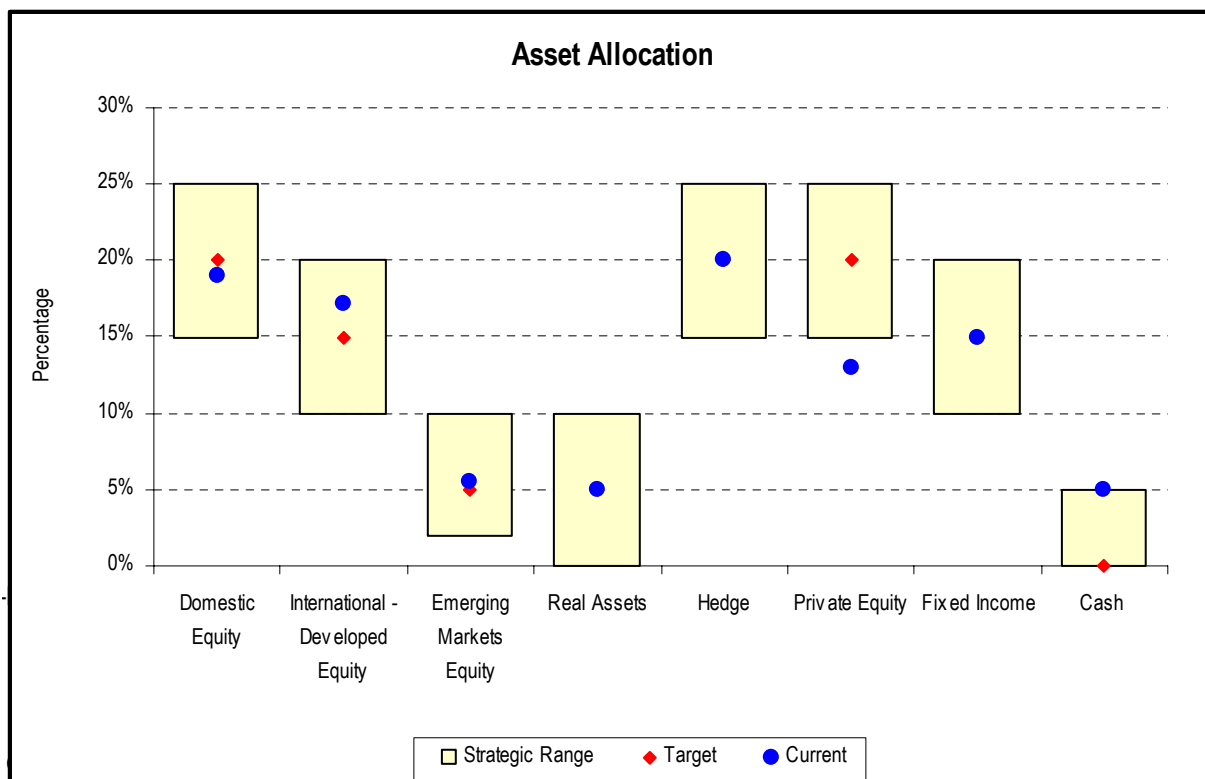 Asset Allocation
30%
25%
20%
15%
10%
5%
0%
Percentage
Domestic
Equity
International -
Developed
Equity
Emerging
Markets
Equity
Real Assets
Hedge
Private Equity
Fixed Income
Cash
Strategic Range
Target
Current